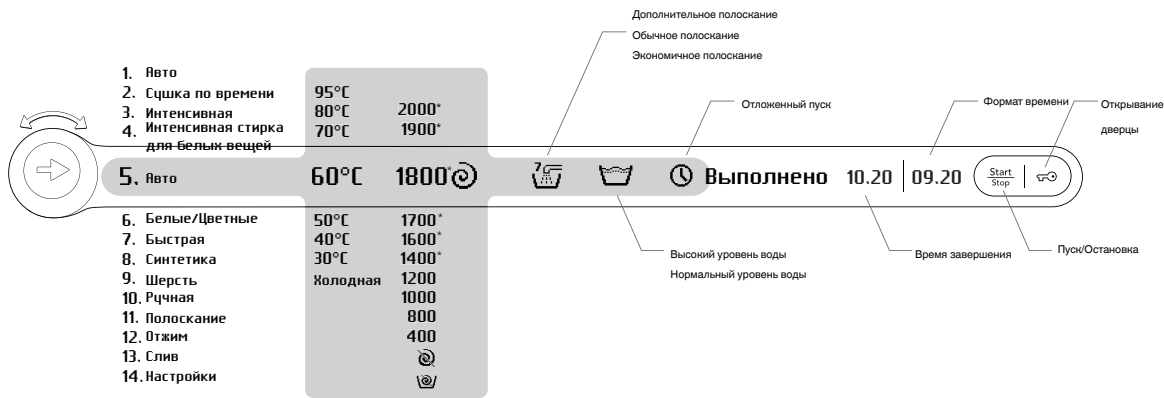 Дополнительное полоскание
Обычное полоскание
Экономичное полоскание
1. Авто
2. Сушка по времени 95°C
3. Интенсивная 80°C 2000*
4. Интенсивная стирка 70°C 1900*
для белых вещей
Отложенный пуск
Формат времени
Открывание
дверцы
5. Авто 60°C 1800* 7 Выполнено 10.20 09.20 Start Stop
6. Белые/Цветные 50°C 1700*
7. Быстрая 40°C 1600*
8. Синтетика 30°C 1400*
9. Шерсть Холодная 1200
10. Ручная 1000
11. Полоскание 800
12. Отжим 400
13. Слив
14. Настройки
Высокий уровень воды
Нормальный уровень воды
Время завершения
Пуск/Остановка